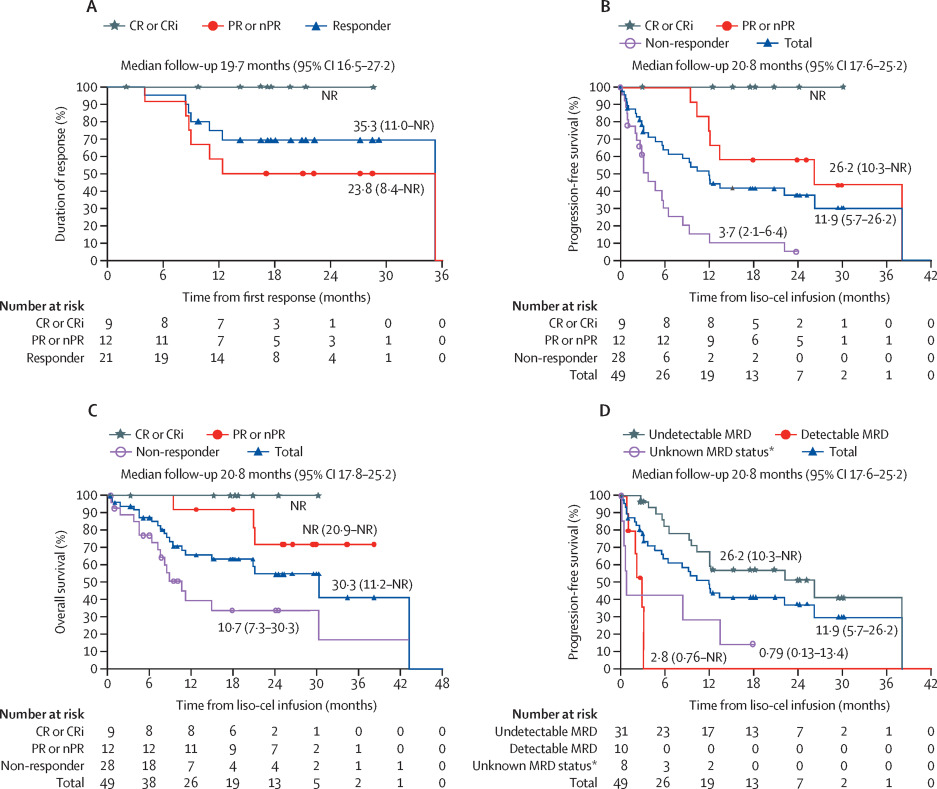 A
CR or CRi PR or nPR Responder
Median follow-up 19·7 months (95% CI 16·5–27·2)
Duration of response (%)
100
90
80
70
60
50
40
30
20
10
0
NR
35·3 (11·0–NR)
23·8 (8·4–NR)
0 6 12 18 24 30 36
Time from first response (months)
Number at risk
CR or CRi 9 8 7 3 1 0 0
PR or nPR 12 11 7 5 3 1 0
Responder 21 19 14 8 4 1 0
B
CR or CRi PR or nPR
Non-responder Total
Median follow-up 20·8 months (95% CI 17·6–25·2)
Progression-free survival (%)
100
90
80
70
60
50
40
30
20
10
0
NR
26·2 (10·3–NR)
11·9 (5·7–26·2)
3·7 (2·1–6·4)
0 6 12 18 24 30 36 42
Time from liso-cel infusion (months)
Number at risk
CR or CRi 9 8 8 5 2 1 0 0
PR or nPR 12 12 9 6 5 1 1 0
Non-responder 28 6 2 2 0 0 0 0
Total 49 26 19 13 7 2 1 0
C
CR or CRi PR or nPR
Non-responder Total
Median follow-up 20·8 months (95% CI 17·8–25·2)
Overall survival (%)
100
90
80
70
60
50
40
30
20
10
0
NR
NR (20·9–NR)
30·3 (11·2–NR)
10·7 (7·3–30·3)
0 6 12 18 24 30 36 42 48
Time from liso-cel infusion (months)
Number at risk
CR or CRi 9 8 8 6 2 1 0 0 0
PR or nPR 12 12 11 9 7 2 1 0 0
Non-responder 28 18 7 4 4 2 1 1 0
Total 49 38 26 19 13 5 2 1 0
D
Undetectable MRD Detectable MRD
Unknown MRD status* Total
Median follow-up 20·8 months (95% CI 17·6–25·2)
Progression-free survival (%)
100
90
80
70
60
50
40
30
20
10
0
26·2 (10·3–NR)
11·9 (5·7–26·2)
2·8 (0·76–NR)
0·79 (0·13–13·4)
0 6 12 18 24 30 36 42
Time from liso-cel infusion (months)
Number at risk
Undetectable MRD 31 23 17 13 7 2 1 0
Detectable MRD 10 0 0 0 0 0 0 0
Unknown MRD status* 8 3 2 0 0 0 0 0
Total 49 26 19 13 7 2 1 0